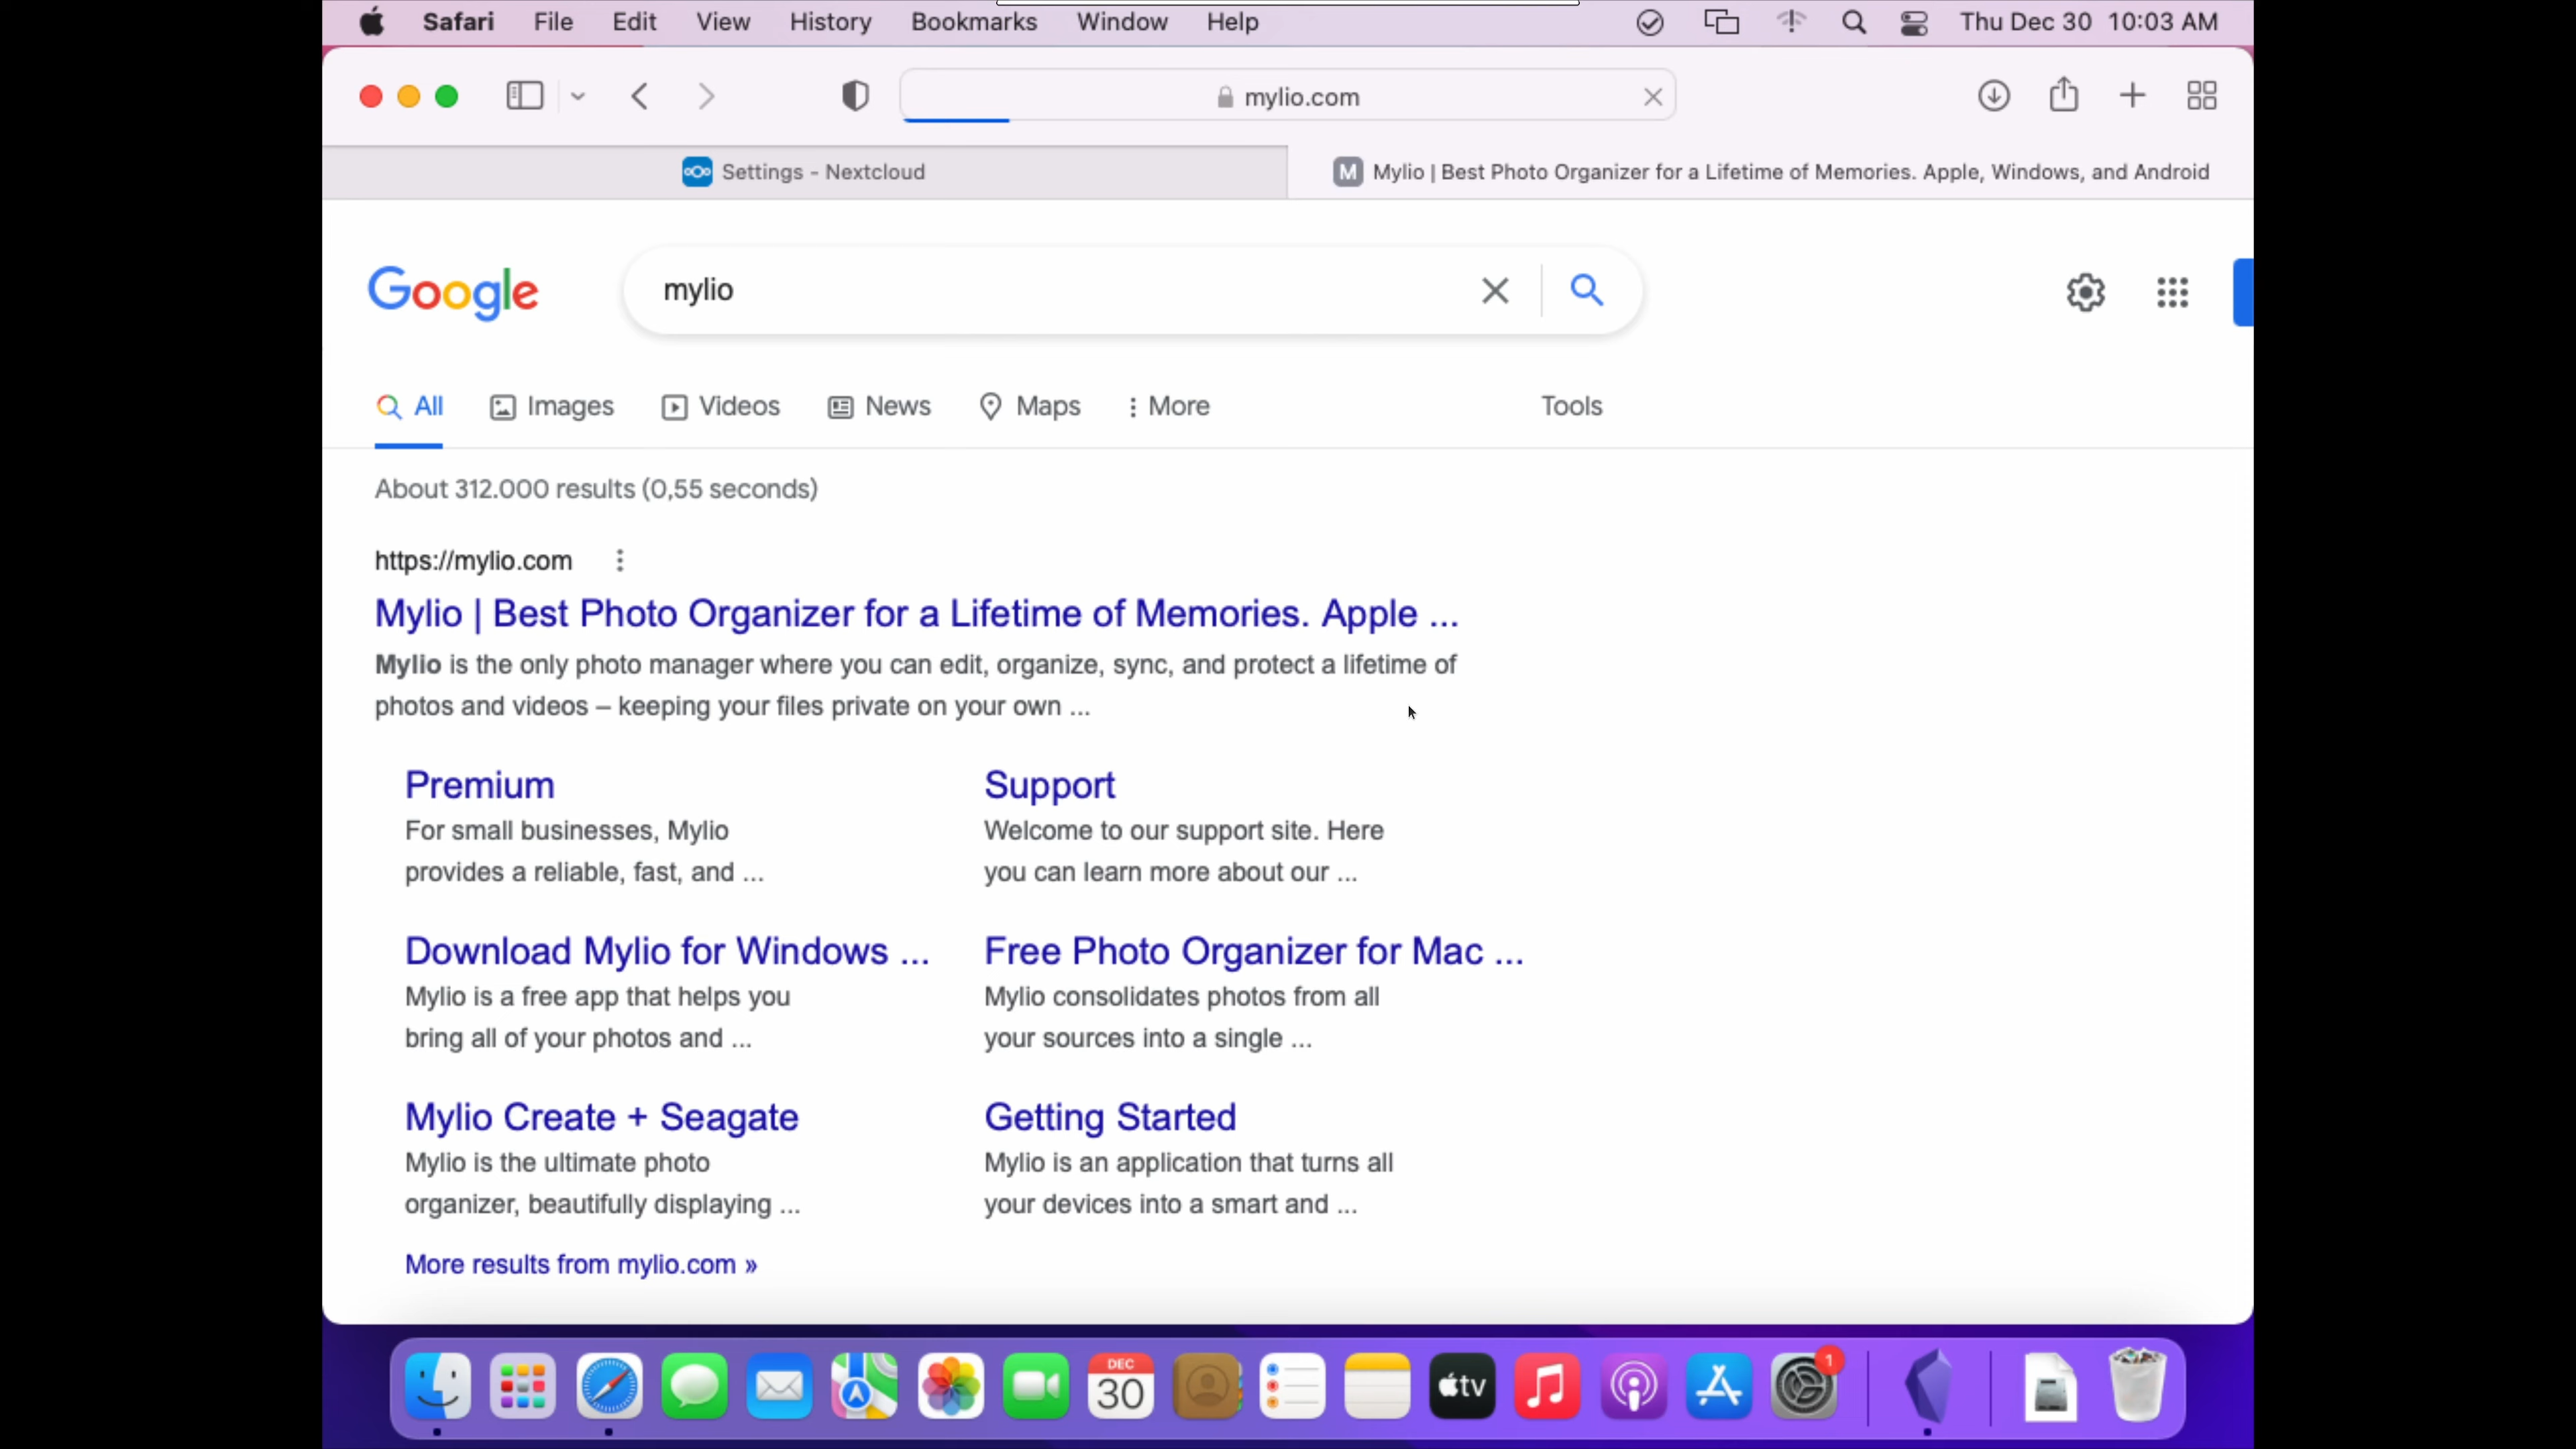 Safari File Edit View History Bookmarks Window Help Thu Dec 30 10:03 AM
mylio.com
Settings - Nextcloud
M Mylio | Best Photo Organizer for a Lifetime of Memories. Apple, Windows, and Android
Google
mylio
All Images Videos News Maps More Tools
About 312.000 results (0,55 seconds)
https://mylio.com
Mylio | Best Photo Organizer for a Lifetime of Memories. Apple ...
Mylio is the only photo manager where you can edit, organize, sync, and protect a lifetime of
photos and videos – keeping your files private on your own ...
Premium
For small businesses, Mylio
provides a reliable, fast, and ...
Support
Welcome to our support site. Here
you can learn more about our ...
Download Mylio for Windows ...
Mylio is a free app that helps you
bring all of your photos and ...
Free Photo Organizer for Mac ...
Mylio consolidates photos from all
your sources into a single ...
Mylio Create + Seagate
Mylio is the ultimate photo
organizer, beautifully displaying ...
Getting Started
Mylio is an application that turns all
your devices into a smart and ...
More results from mylio.com »
DEC
30
tv
1